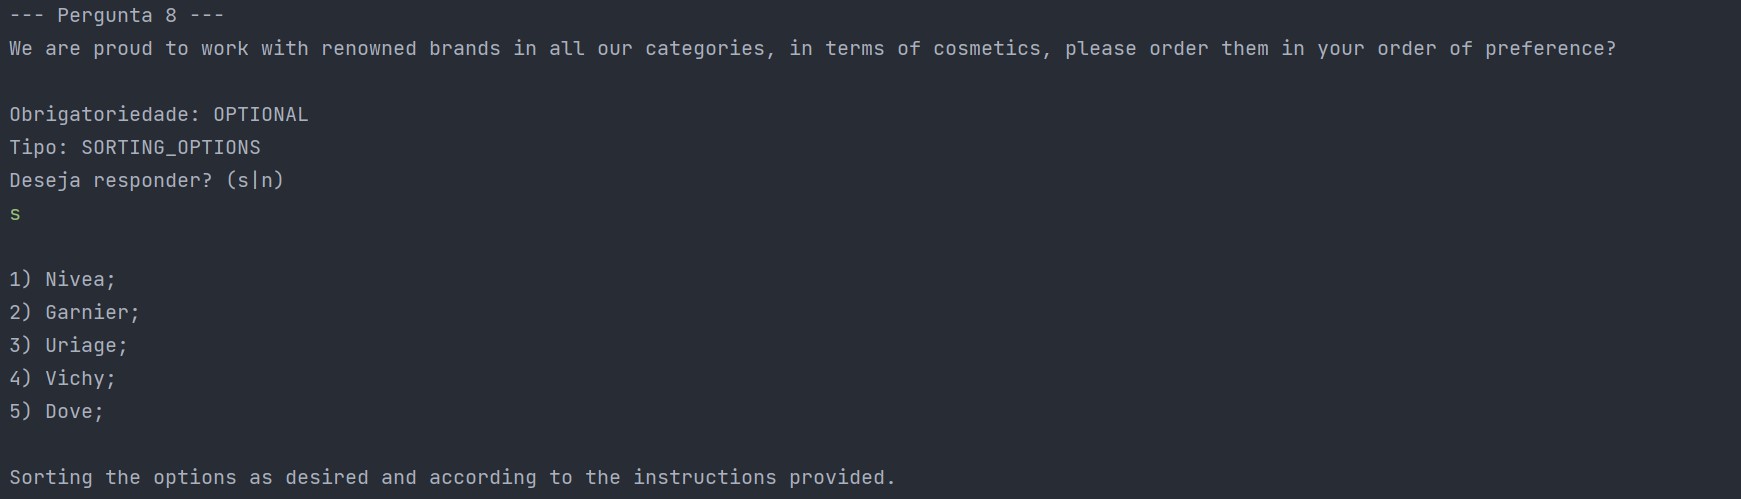 --- Pergunta 8 ---
We are proud to work with renowned brands in all our categories, in terms of cosmetics, please order them in your order of preference?
Obrigatoriedade: OPTIONAL
Tipo: SORTING_OPTIONS
Deseja responder? (s|n)
s
1) Nivea;
2) Garnier;
3) Uriage;
4) Vichy;
5) Dove;
Sorting the options as desired and according to the instructions provided.